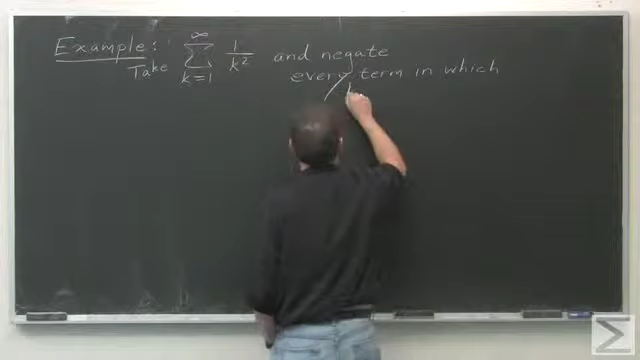 Example:
Take ∞ Σ k=1 1/k² and negate
every term in which
Σ